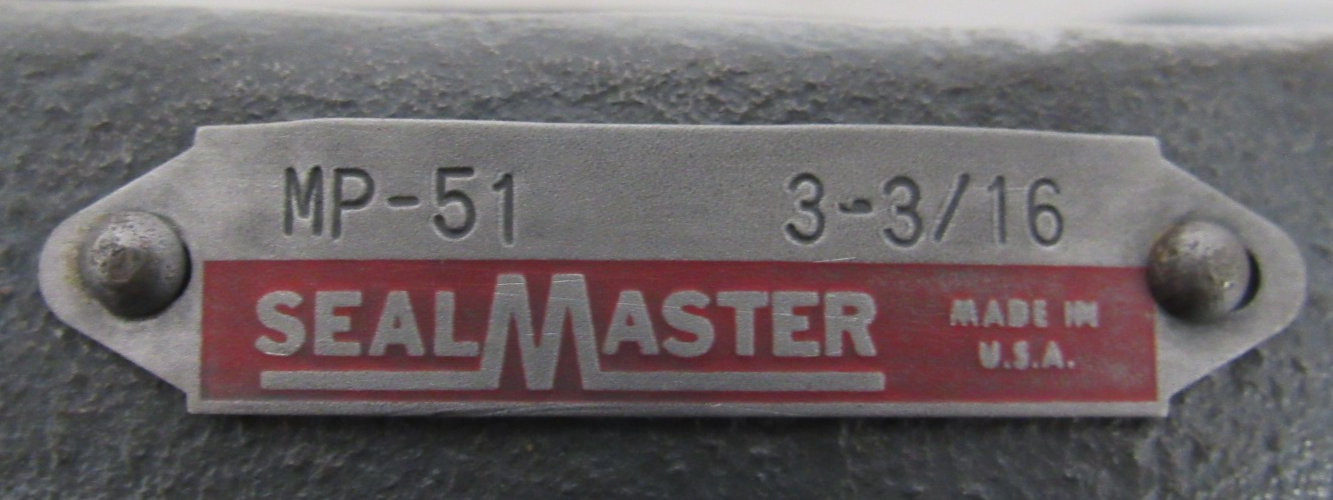 MP-51 3-3/16
SEALMASTER MADE IN
U.S.A.